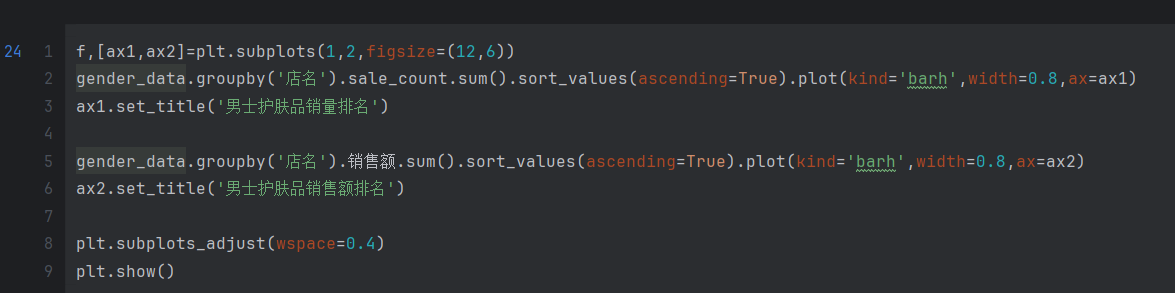 24 1 f,[ax1,ax2]=plt.subplots(1,2,figsize=(12,6))
2 gender_data.groupby('店名').sale_count.sum().sort_values(ascending=True).plot(kind='barh',width=0.8,ax=ax1)
3 ax1.set_title('男士护肤品销量排名')
4
5 gender_data.groupby('店名').销售额.sum().sort_values(ascending=True).plot(kind='barh',width=0.8,ax=ax2)
6 ax2.set_title('男士护肤品销售额排名')
7
8 plt.subplots_adjust(wspace=0.4)
9 plt.show()